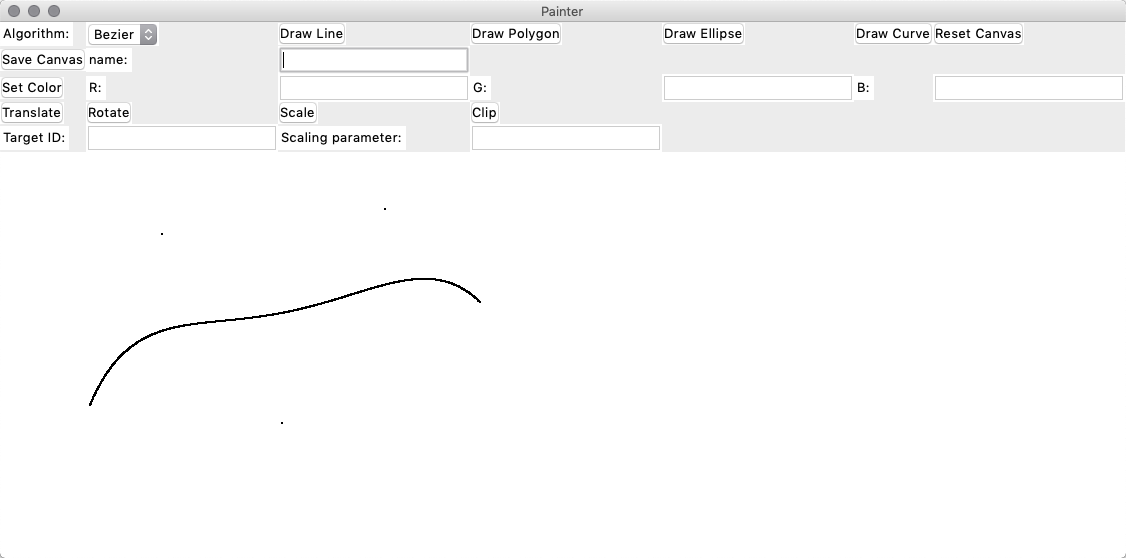 Painter
Algorithm: Bezier Draw Line Draw Polygon Draw Ellipse Draw Curve Reset Canvas
Save Canvas name:
Set Color R: G: B:
Translate Rotate Scale Clip
Target ID: Scaling parameter: